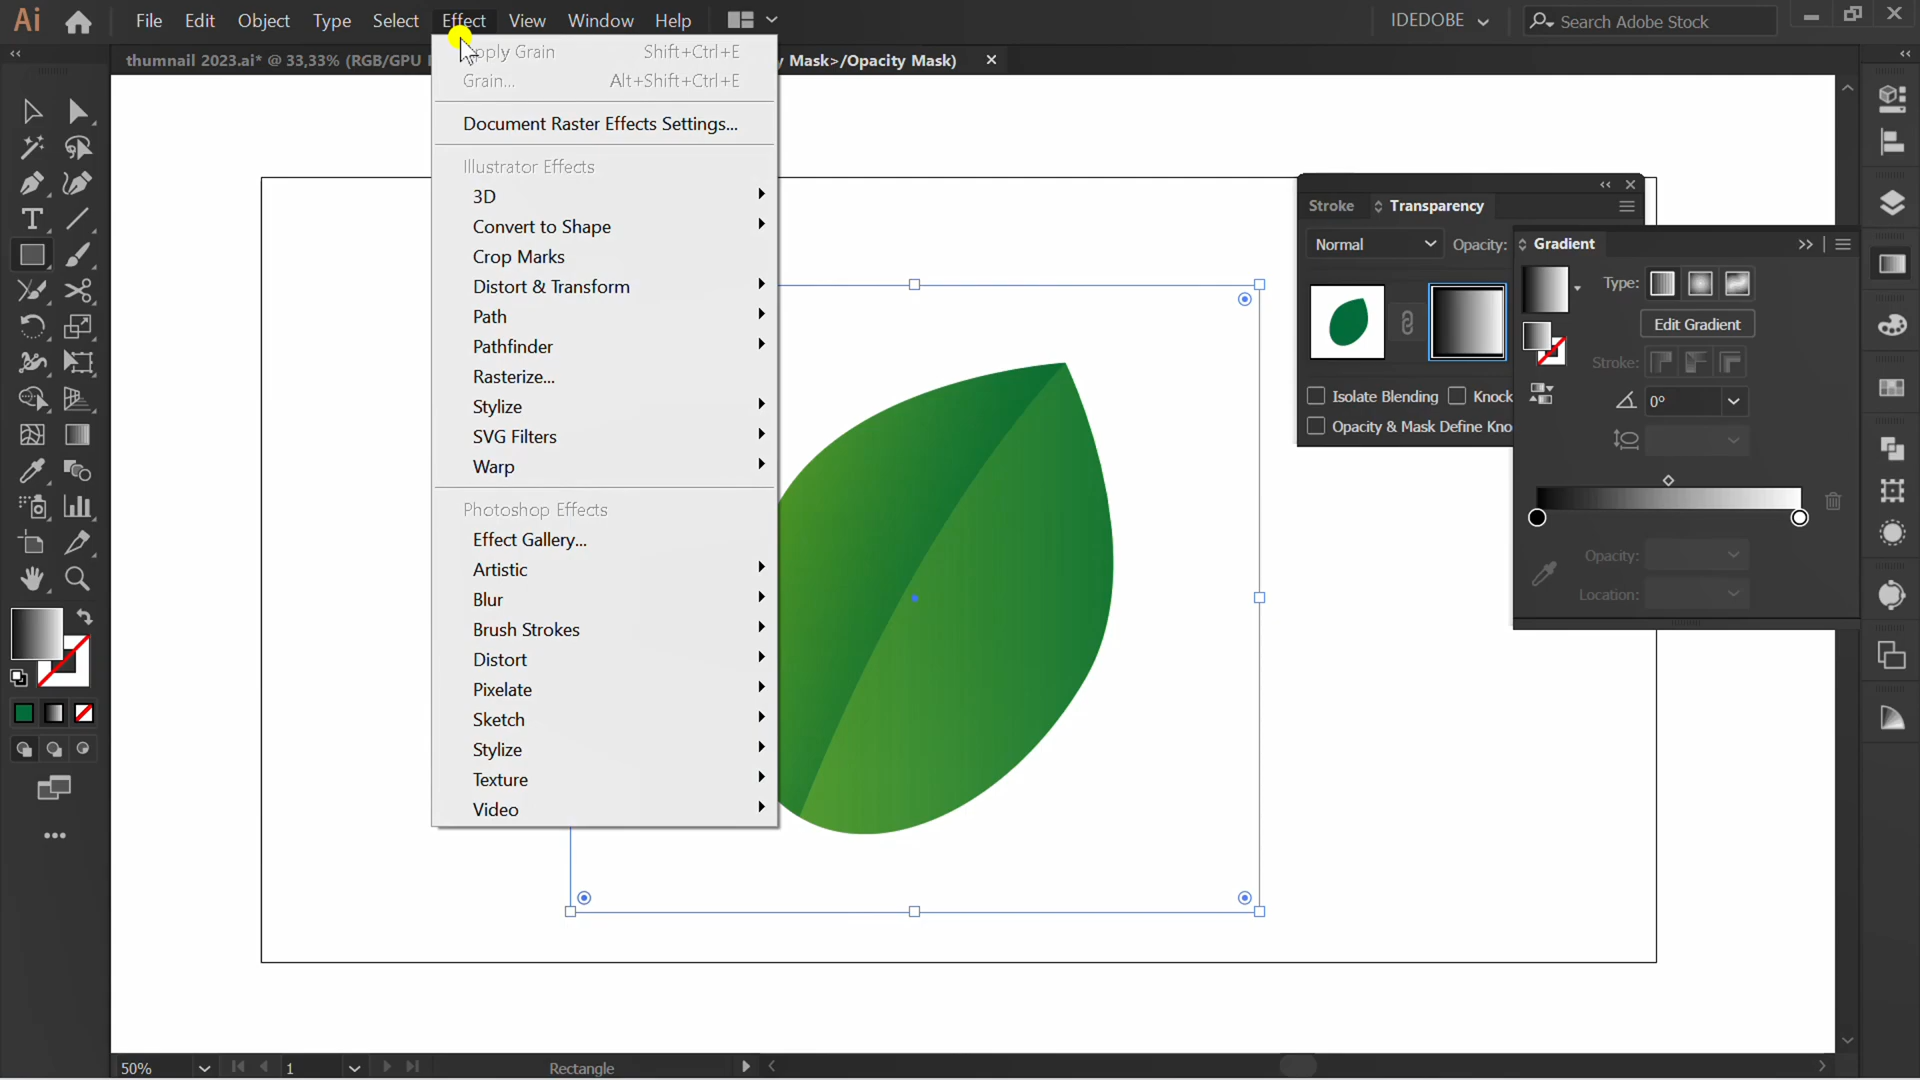 Ai File Edit Object Type Select Effect View Window Help IDEDOBE Search Adobe Stock
thumnail 2023.ai* @ 33,33% (RGB/GPU
y Mask>/Opacity Mask)
Grain Shift+Ctrl+E
Grain... Alt+Shift+Ctrl+E
Document Raster Effects Settings...
Illustrator Effects
3D
Convert to Shape
Crop Marks
Distort & Transform
Path
Pathfinder
Rasterize...
Stylize
SVG Filters
Warp
Photoshop Effects
Effect Gallery...
Artistic
Blur
Brush Strokes
Distort
Pixelate
Sketch
Stylize
Texture
Video
Stroke Transparency
Normal Opacity:
Isolate Blending Knock
Opacity & Mask Define Kno
Gradient
Type:
Edit Gradient
Stroke:
0°
Opacity:
Location:
T
50% 1 Rectangle